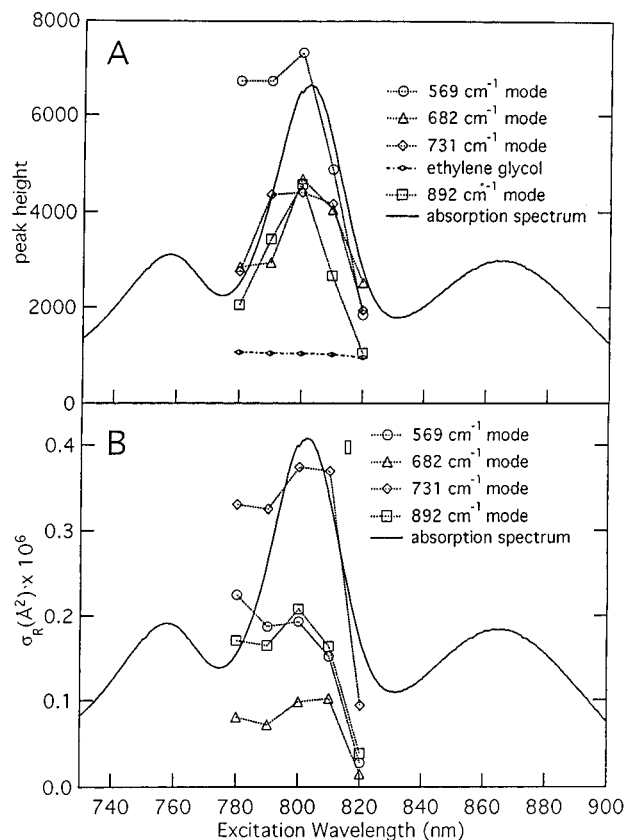 A
8000
6000
4000
2000
0
peak height
569 cm⁻¹ mode
682 cm⁻¹ mode
731 cm⁻¹ mode
ethylene glycol
892 cm⁻¹ mode
absorption spectrum
B
0.4
0.3
0.2
0.1
0.0
σR(Å²)·x 10⁶
569 cm⁻¹ mode
682 cm⁻¹ mode
731 cm⁻¹ mode
892 cm⁻¹ mode
absorption spectrum
740 760 780 800 820 840 860 880 900
Excitation Wavelength (nm)